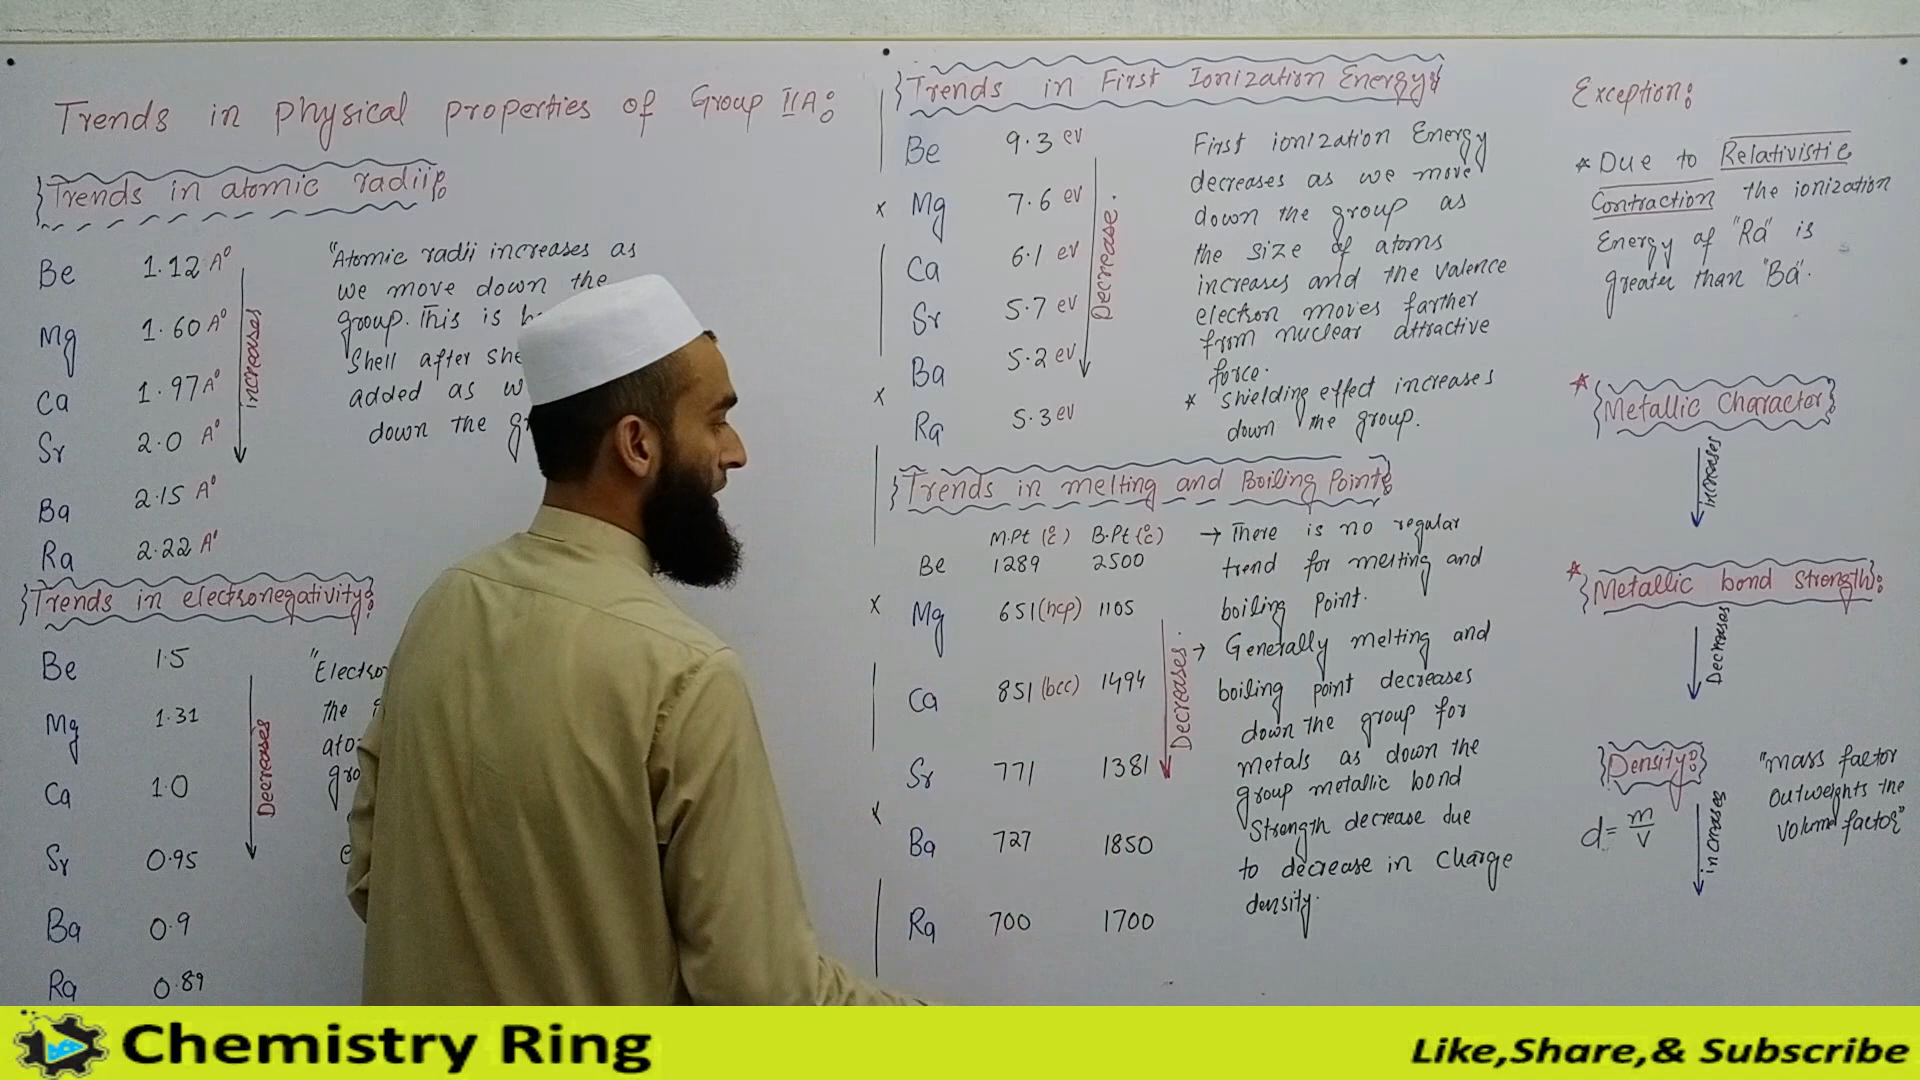 Trends in physical properties of Group IIA:
Trends in atomic radii:
Be 1.12 A°
Mg 1.60 A°
Ca 1.97 A°
Sr 2.0 A°
Ba 2.15 A°
Ra 2.22 A°
increases
"Atomic radii increases as
we move down the
group. This is
Shell after
added as
down the
Trends in electronegativity:
Be 1.5
Mg 1.31
Ca 1.0
Sr 0.95
Ba 0.9
Ra 0.89
Decreases
the
Trends in First Ionization Energy:
Be 9.3 ev
Mg 7.6 ev
Ca 6.1 ev
Sr 5.7 ev
Ba 5.2 ev
Ra 5.3 ev
Decrease.
First ionization Energy
decreases as we move
down the group as
the size of atoms
increases and the valence
electron moves farther
from nuclear attractive
force.
* Shielding effect increases
down the group.
Trends in melting and Boiling Point:
M.Pt (°C) B.Pt (°C)
Be 1289 2500
Mg 651 (hcp) 1105
Ca 851 (bcc) 1494
Sr 771 1381
Ba 727 1850
Ra 700 1700
Decreases.
→ There is no regular
trend for melting and
boiling point.
→ Generally melting and
boiling point decreases
down the group for
metals as down the
group metallic bond
Strength decrease due
to decrease in charge
density.
Exception:
* Due to Relativistic
Contraction the ionization
Energy of "Ra" is
greater than "Ba".
* Metallic Character
increases
* Metallic bond strength:
Decreases
Density:
d = m/v
increases
"mass factor
outweights the
volume factor"
Chemistry Ring
Like,Share,& Subscribe